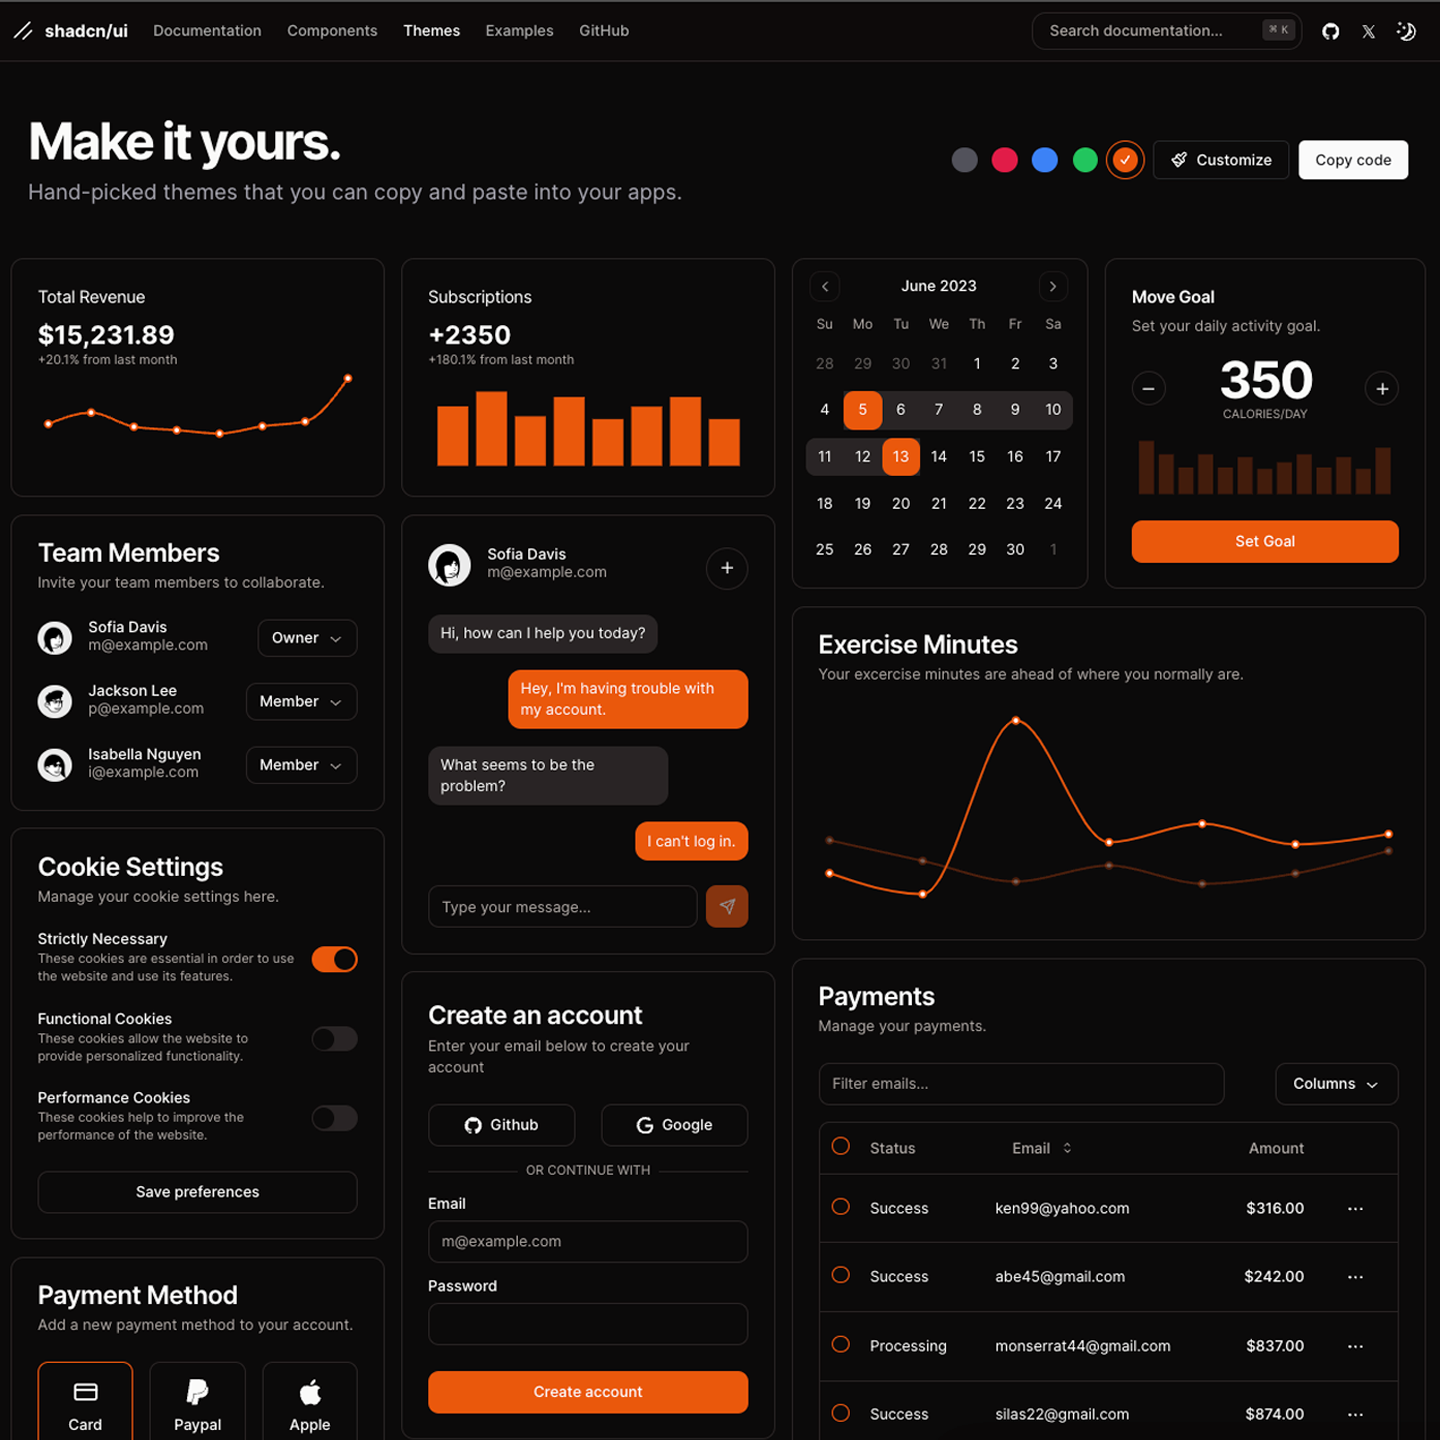 shadcn/ui Documentation Components Themes Examples GitHub Search documentation... ⌘ K
Make it yours.
Hand-picked themes that you can copy and paste into your apps.
Customize Copy code
Total Revenue
$15,231.89
+20.1% from last month
Subscriptions
+2350
+180.1% from last month
June 2023
Su Mo Tu We Th Fr Sa
28 29 30 31 1 2 3
4 5 6 7 8 9 10
11 12 13 14 15 16 17
18 19 20 21 22 23 24
25 26 27 28 29 30 1
Move Goal
Set your daily activity goal.
350
CALORIES/DAY
Set Goal
Team Members
Invite your team members to collaborate.
Sofia Davis
m@example.com
Owner
Jackson Lee
p@example.com
Member
Isabella Nguyen
i@example.com
Member
Sofia Davis
m@example.com
Hi, how can I help you today?
Hey, I'm having trouble with
my account.
What seems to be the
problem?
I can't log in.
Type your message...
Exercise Minutes
Your excercise minutes are ahead of where you normally are.
Cookie Settings
Manage your cookie settings here.
Strictly Necessary
These cookies are essential in order to use
the website and use its features.
Functional Cookies
These cookies allow the website to
provide personalized functionality.
Performance Cookies
These cookies help to improve the
performance of the website.
Save preferences
Create an account
Enter your email below to create your
account
Github Google
OR CONTINUE WITH
Email
m@example.com
Password
Create account
Payments
Manage your payments.
Filter emails...
Columns
Status Email Amount
Success ken99@yahoo.com $316.00
Success abe45@gmail.com $242.00
Processing monserrat44@gmail.com $837.00
Success silas22@gmail.com $874.00
Payment Method
Add a new payment method to your account.
Card Paypal Apple